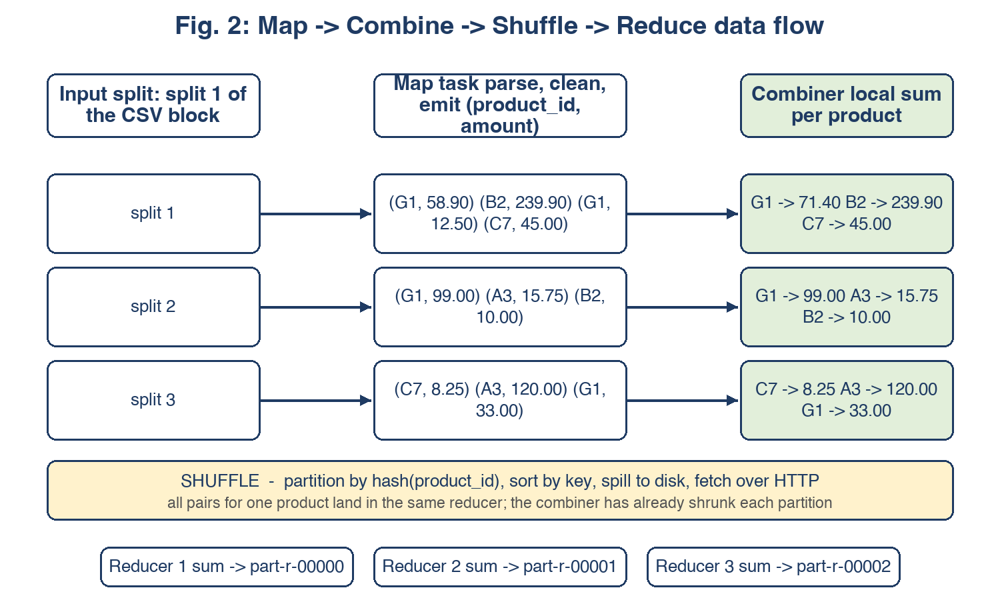 Fig. 2: Map -> Combine -> Shuffle -> Reduce data flow
Input split: split 1 of
the CSV block
Map task parse, clean,
emit (product_id,
amount)
Combiner local sum
per product
split 1
(G1, 58.90) (B2, 239.90) (G1,
12.50) (C7, 45.00)
G1 -> 71.40 B2 -> 239.90
C7 -> 45.00
split 2
(G1, 99.00) (A3, 15.75) (B2,
10.00)
G1 -> 99.00 A3 -> 15.75
B2 -> 10.00
split 3
(C7, 8.25) (A3, 120.00) (G1,
33.00)
C7 -> 8.25 A3 -> 120.00
G1 -> 33.00
SHUFFLE  -  partition by hash(product_id), sort by key, spill to disk, fetch over HTTP
all pairs for one product land in the same reducer; the combiner has already shrunk each partition
Reducer 1 sum -> part-r-00000
Reducer 2 sum -> part-r-00001
Reducer 3 sum -> part-r-00002